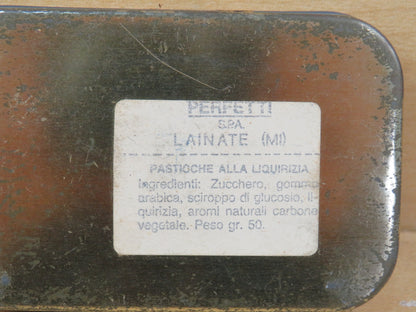 PERFETTI
S.P.A.
LAINATE (MI)
PASTICCHE ALLA LIQUIRIZIA
Ingredienti: Zucchero, gomma
arabica, sciroppo di glucosio, li-
quirizia, aromi naturali carbone
vegetale. Peso gr. 50.